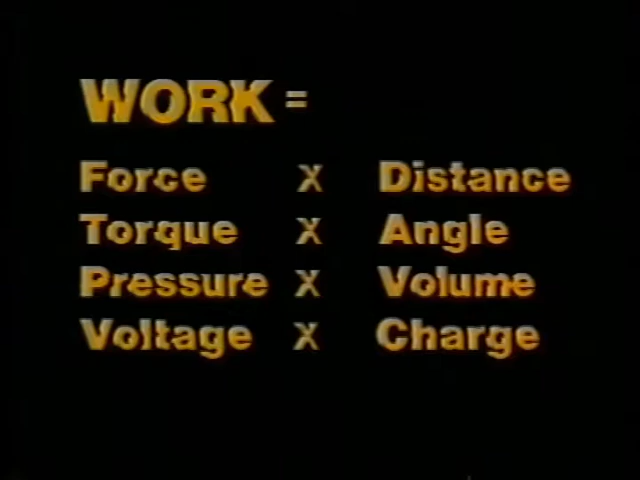 WORK =
Force X Distance
Torque X Angle
Pressure X Volume
Voltage X Charge